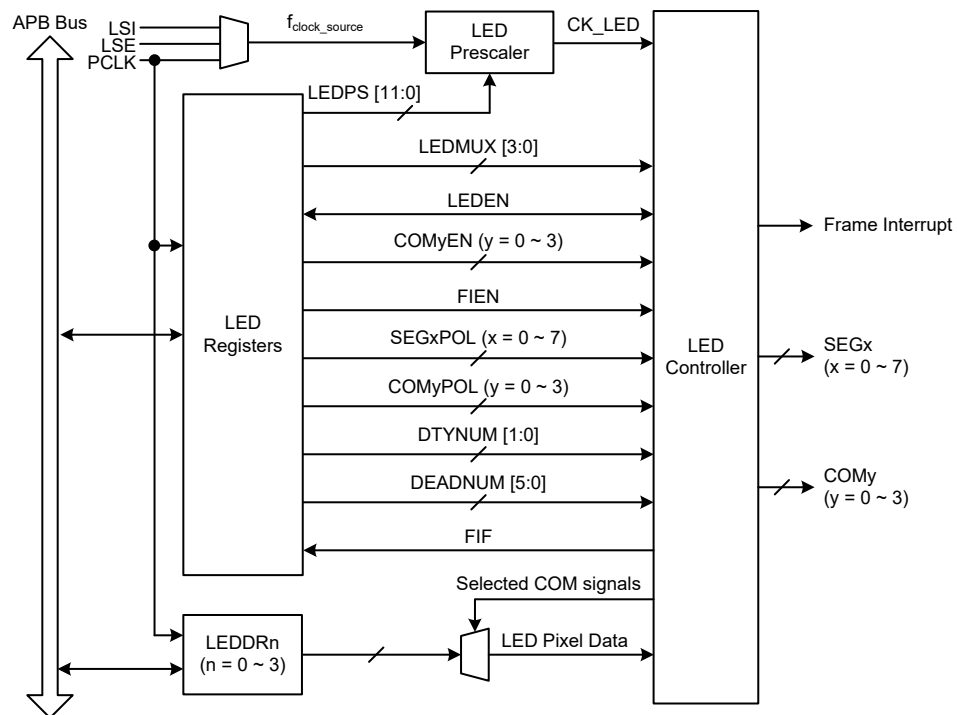 APB Bus
LSI
LSE
PCLK
f_clock_source
LED
Prescaler
CK_LED
LEDPS [11:0]
LEDMUX [3:0]
LEDEN
COMyEN (y = 0 ~ 3)
FIEN
SEGxPOL (x = 0 ~ 7)
COMyPOL (y = 0 ~ 3)
DTYNUM [1:0]
DEADNUM [5:0]
FIF
LED
Registers
LED
Controller
Frame Interrupt
SEGx
(x = 0 ~ 7)
COMy
(y = 0 ~ 3)
Selected COM signals
LEDDRn
(n = 0 ~ 3)
LED Pixel Data